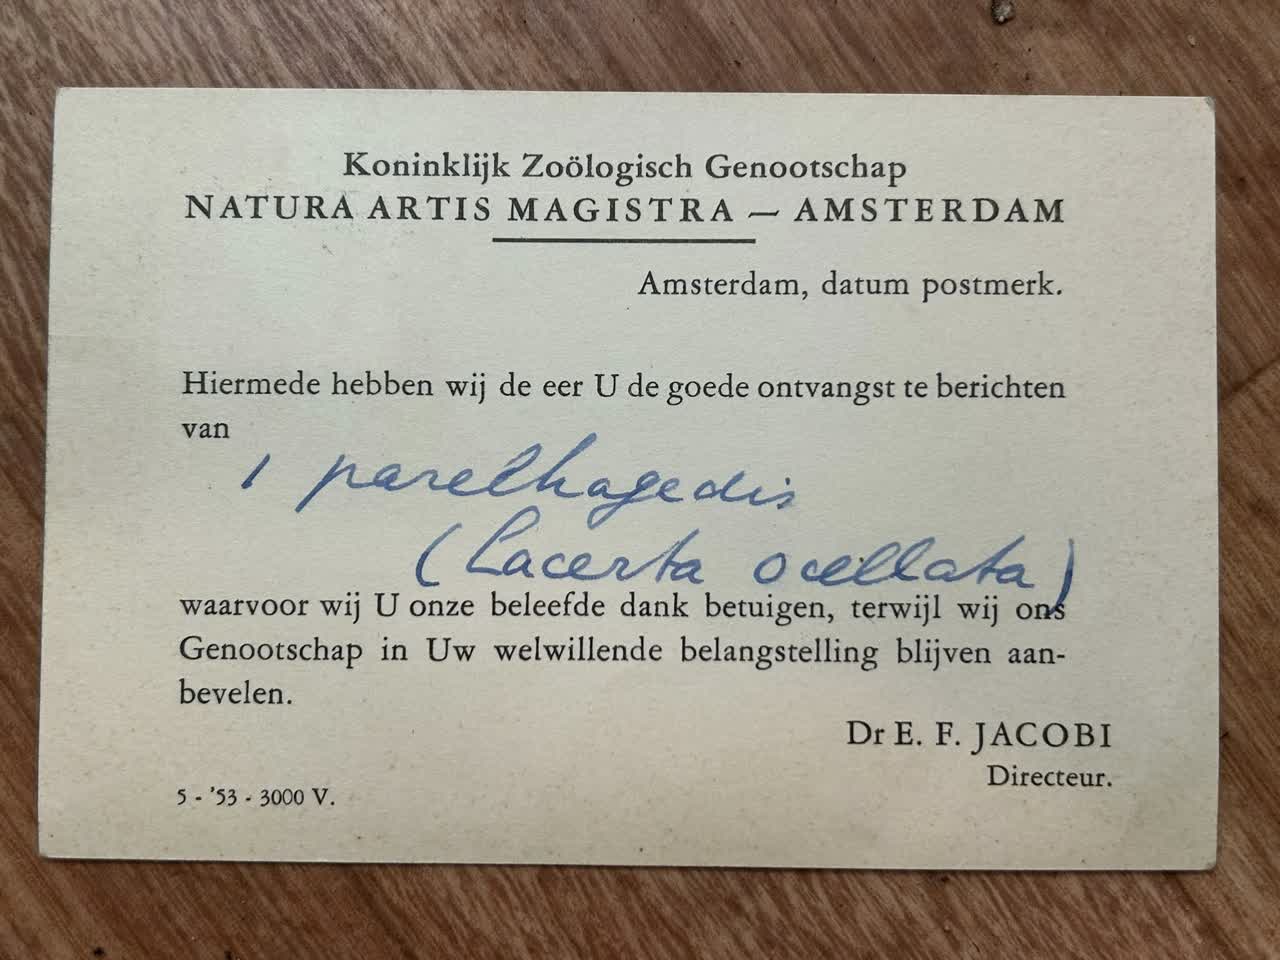 Koninklijk Zoölogisch Genootschap
NATURA ARTIS MAGISTRA — AMSTERDAM
Amsterdam, datum postmerk.
Hiermede hebben wij de eer U de goede ontvangst te berichten
van
1 parelhagedis
(Lacerta ocellata)
waarvoor wij U onze beleefde dank betuigen, terwijl wij ons
Genootschap in Uw welwillende belangstelling blijven aan-
bevelen.
Dr E. F. JACOBI
Directeur.
5 - '53 - 3000 V.